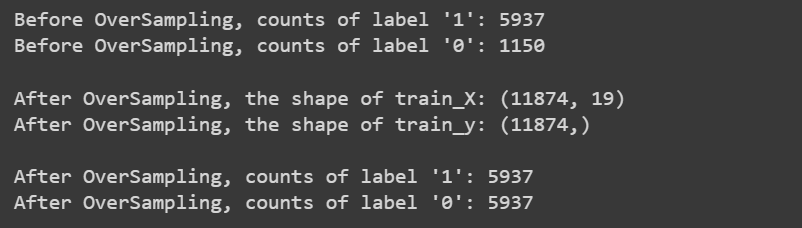 Before OverSampling, counts of label '1': 5937
Before OverSampling, counts of label '0': 1150
After OverSampling, the shape of train_X: (11874, 19)
After OverSampling, the shape of train_y: (11874,)
After OverSampling, counts of label '1': 5937
After OverSampling, counts of label '0': 5937